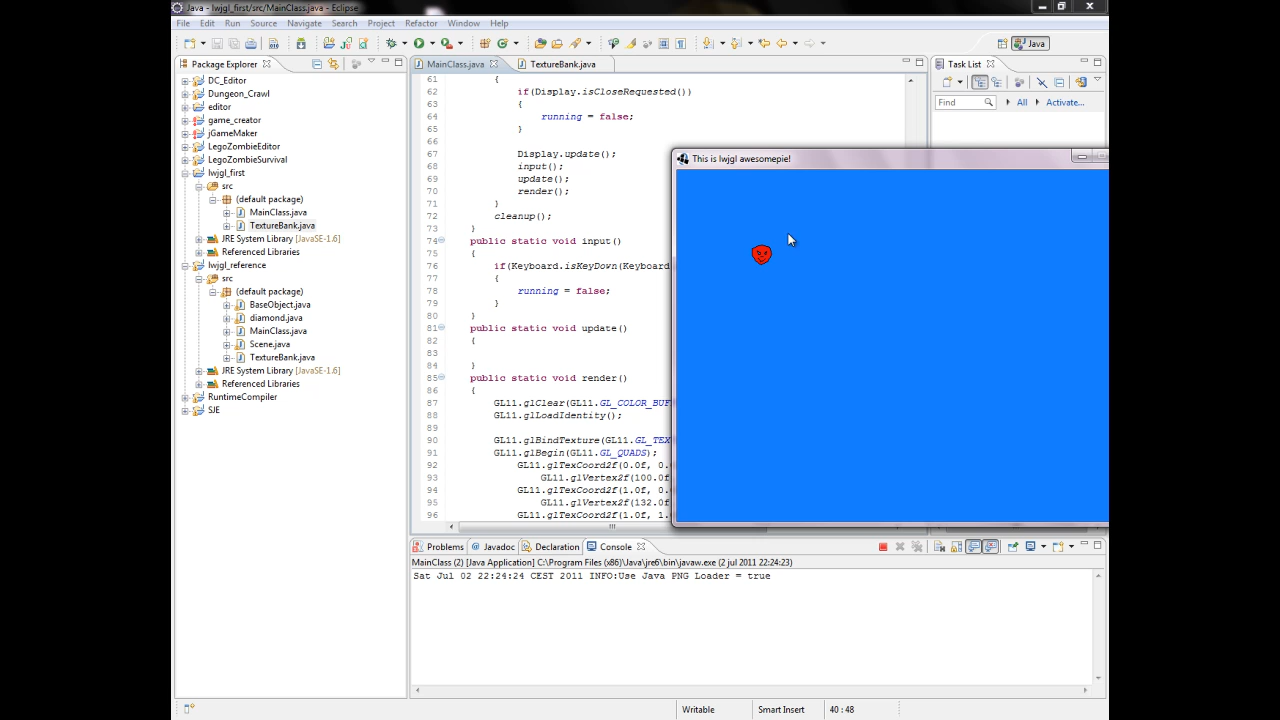 Java - lwjgl_first/src/MainClass.java - Eclipse
File Edit Run Source Navigate Search Project Refactor Window Help
Java
Package Explorer
DC_Editor
Dungeon_Crawl
editor
game_creator
jGameMaker
LegoZombieEditor
LegoZombieSurvival
lwjgl_first
src
(default package)
MainClass.java
TextureBank.java
JRE System Library [JavaSE-1.6]
Referenced Libraries
lwjgl_reference
src
(default package)
BaseObject.java
diamond.java
MainClass.java
Scene.java
TextureBank.java
JRE System Library [JavaSE-1.6]
Referenced Libraries
RuntimeCompiler
SJE
MainClass.java TextureBank.java
61 {
62 if(Display.isCloseRequested())
63 {
64 running = false;
65 }
66
67 Display.update();
68 input();
69 update();
70 render();
71 }
72 cleanup();
73 }
74 public static void input()
75 {
76 if(Keyboard.isKeyDown(Keyboard
77 {
78 running = false;
79 }
80 }
81 public static void update()
82 {
83
84 }
85 public static void render()
86 {
87 GL11.glClear(GL11.GL_COLOR_BUF
88 GL11.glLoadIdentity();
89
90 GL11.glBindTexture(GL11.GL_TEX
91 GL11.glBegin(GL11.GL_QUADS);
92 GL11.glTexCoord2f(0.0f, 0.
93 GL11.glVertex2f(100.0f
94 GL11.glTexCoord2f(1.0f, 0.
95 GL11.glVertex2f(132.0f
96 GL11.glTexCoord2f(1.0f, 1.
Task List
Find All Activate...
This is lwjgl awesomepie!
Problems @ Javadoc Declaration Console
MainClass (2) [Java Application] C:\Program Files (x86)\Java\jre6\bin\javaw.exe (2 jul 2011 22:24:23)
Sat Jul 02 22:24:24 CEST 2011 INFO:Use Java PNG Loader = true
Writable Smart Insert 40 : 48